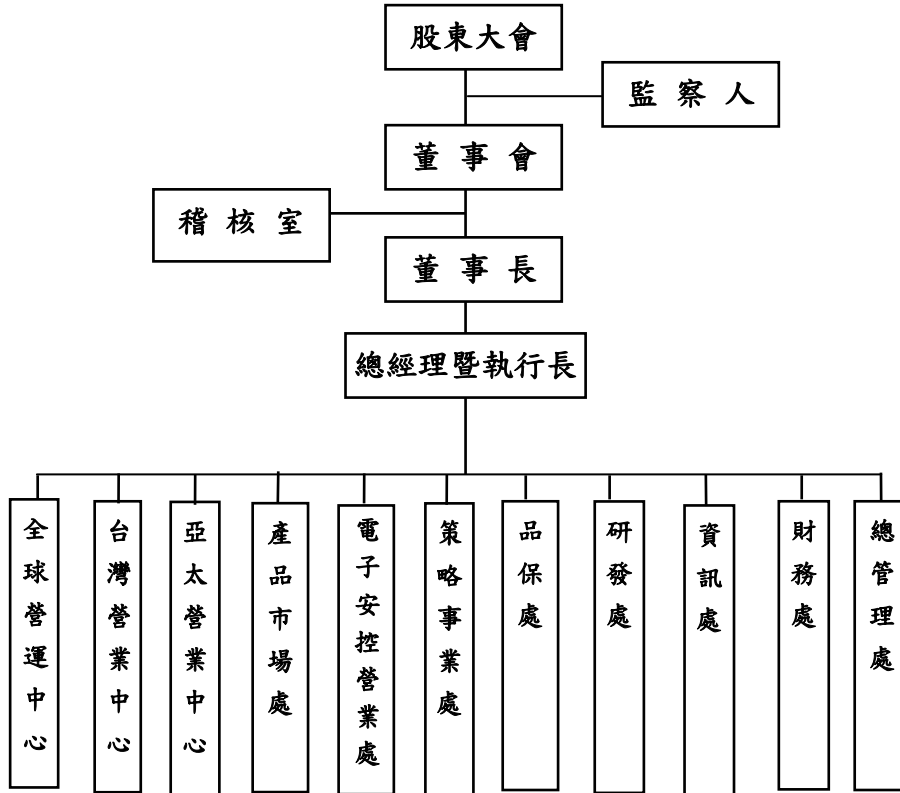 股東大會
監 察 人
董 事 會
稽 核 室
董 事 長
總經理暨執行長
全球營運中心
台灣營業中心
亞太營業中心
產品市場處
電子安控營業處
策略事業處
品保處
研發處
資訊處
財務處
總管理處